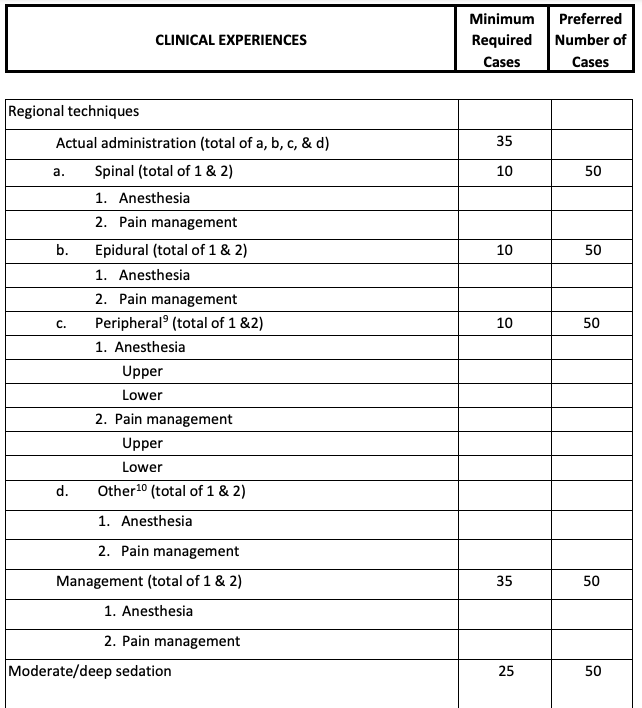 CLINICAL EXPERIENCES Minimum Required Cases Preferred Number of Cases
Regional techniques
Actual administration (total of a, b, c, & d) 35
a. Spinal (total of 1 & 2) 10 50
1. Anesthesia
2. Pain management
b. Epidural (total of 1 & 2) 10 50
1. Anesthesia
2. Pain management
c. Peripheral⁹ (total of 1 &2) 10 50
1. Anesthesia
Upper
Lower
2. Pain management
Upper
Lower
d. Other¹⁰ (total of 1 & 2)
1. Anesthesia
2. Pain management
Management (total of 1 & 2) 35 50
1. Anesthesia
2. Pain management
Moderate/deep sedation 25 50